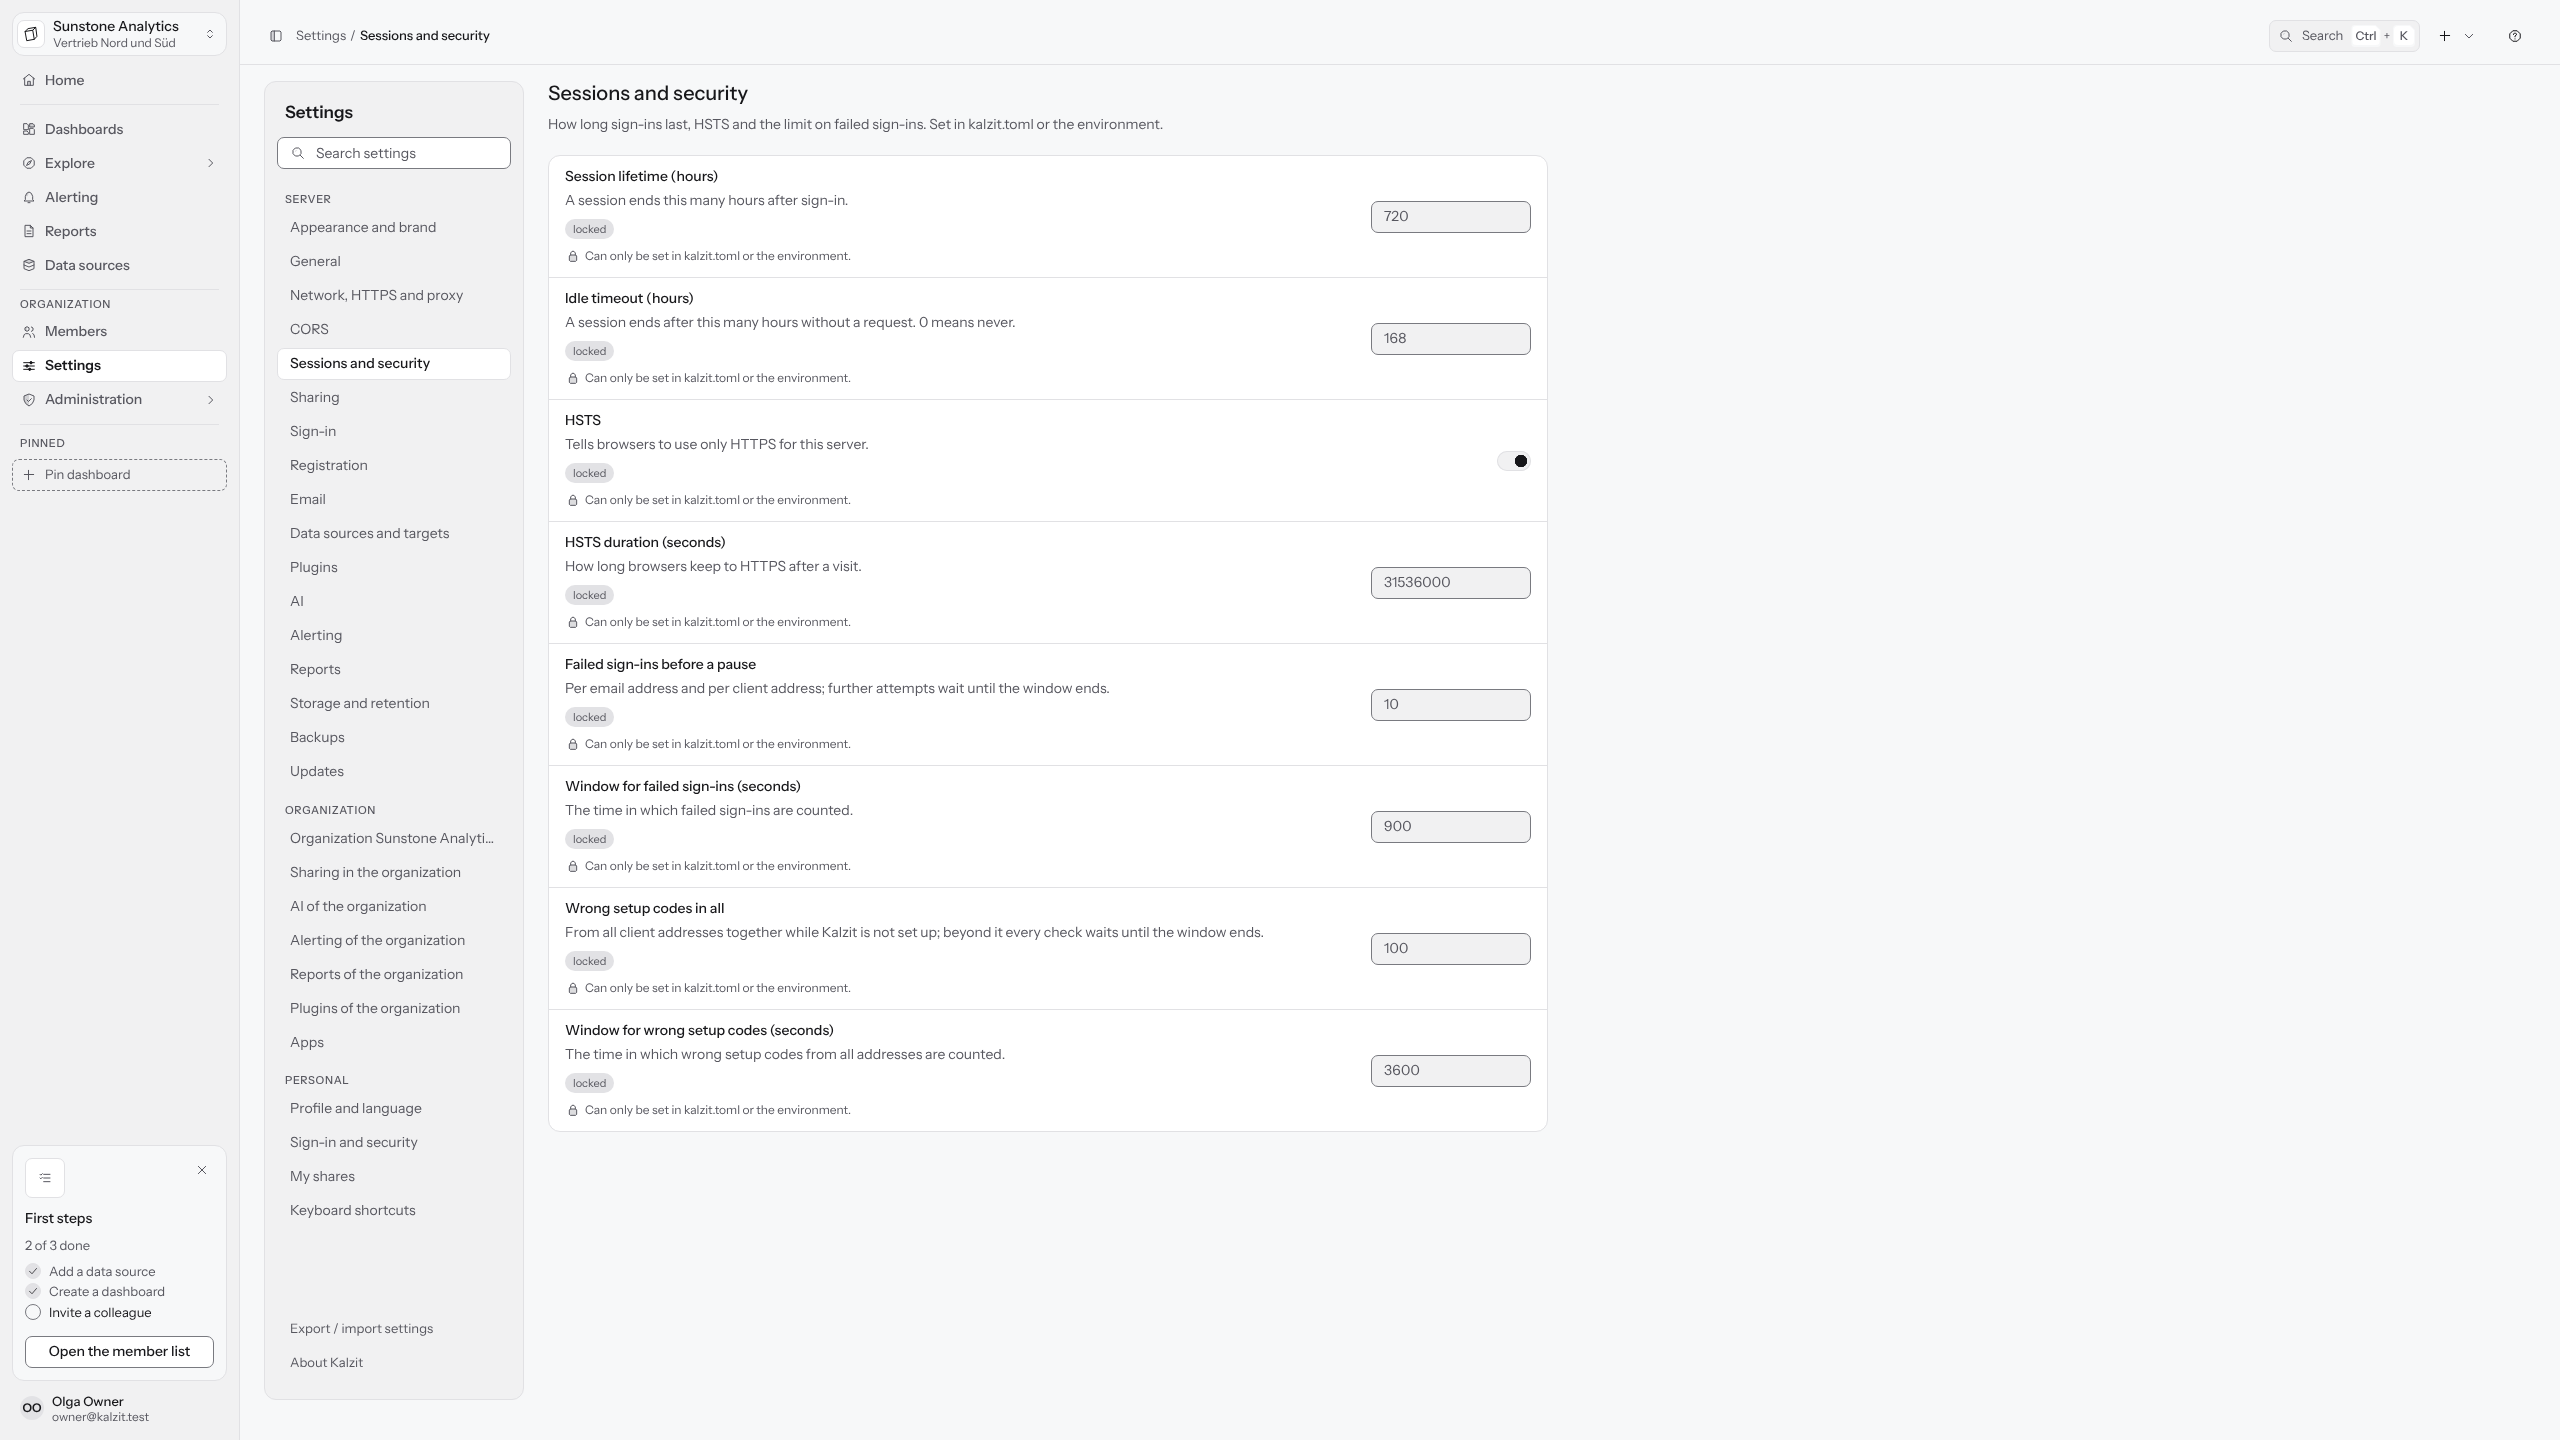 Sunstone Analytics
Vertrieb Nord und Süd
Home
Dashboards
Explore
Alerting
Reports
Data sources
ORGANIZATION
Members
Settings
Administration
PINNED
Pin dashboard
First steps
2 of 3 done
Add a data source
Create a dashboard
Invite a colleague
Open the member list
OO
Olga Owner
owner@kalzit.test
Settings / Sessions and security
Search Ctrl + K
Settings
Search settings
SERVER
Appearance and brand
General
Network, HTTPS and proxy
CORS
Sessions and security
Sharing
Sign-in
Registration
Email
Data sources and targets
Plugins
AI
Alerting
Reports
Storage and retention
Backups
Updates
ORGANIZATION
Organization Sunstone Analyti...
Sharing in the organization
AI of the organization
Alerting of the organization
Reports of the organization
Plugins of the organization
Apps
PERSONAL
Profile and language
Sign-in and security
My shares
Keyboard shortcuts
Export / import settings
About Kalzit
Sessions and security
How long sign-ins last, HSTS and the limit on failed sign-ins. Set in kalzit.toml or the environment.
Session lifetime (hours)
A session ends this many hours after sign-in.
locked
Can only be set in kalzit.toml or the environment.
720
Idle timeout (hours)
A session ends after this many hours without a request. 0 means never.
locked
Can only be set in kalzit.toml or the environment.
168
HSTS
Tells browsers to use only HTTPS for this server.
locked
Can only be set in kalzit.toml or the environment.
HSTS duration (seconds)
How long browsers keep to HTTPS after a visit.
locked
Can only be set in kalzit.toml or the environment.
31536000
Failed sign-ins before a pause
Per email address and per client address; further attempts wait until the window ends.
locked
Can only be set in kalzit.toml or the environment.
10
Window for failed sign-ins (seconds)
The time in which failed sign-ins are counted.
locked
Can only be set in kalzit.toml or the environment.
900
Wrong setup codes in all
From all client addresses together while Kalzit is not set up; beyond it every check waits until the window ends.
locked
Can only be set in kalzit.toml or the environment.
100
Window for wrong setup codes (seconds)
The time in which wrong setup codes from all addresses are counted.
locked
Can only be set in kalzit.toml or the environment.
3600